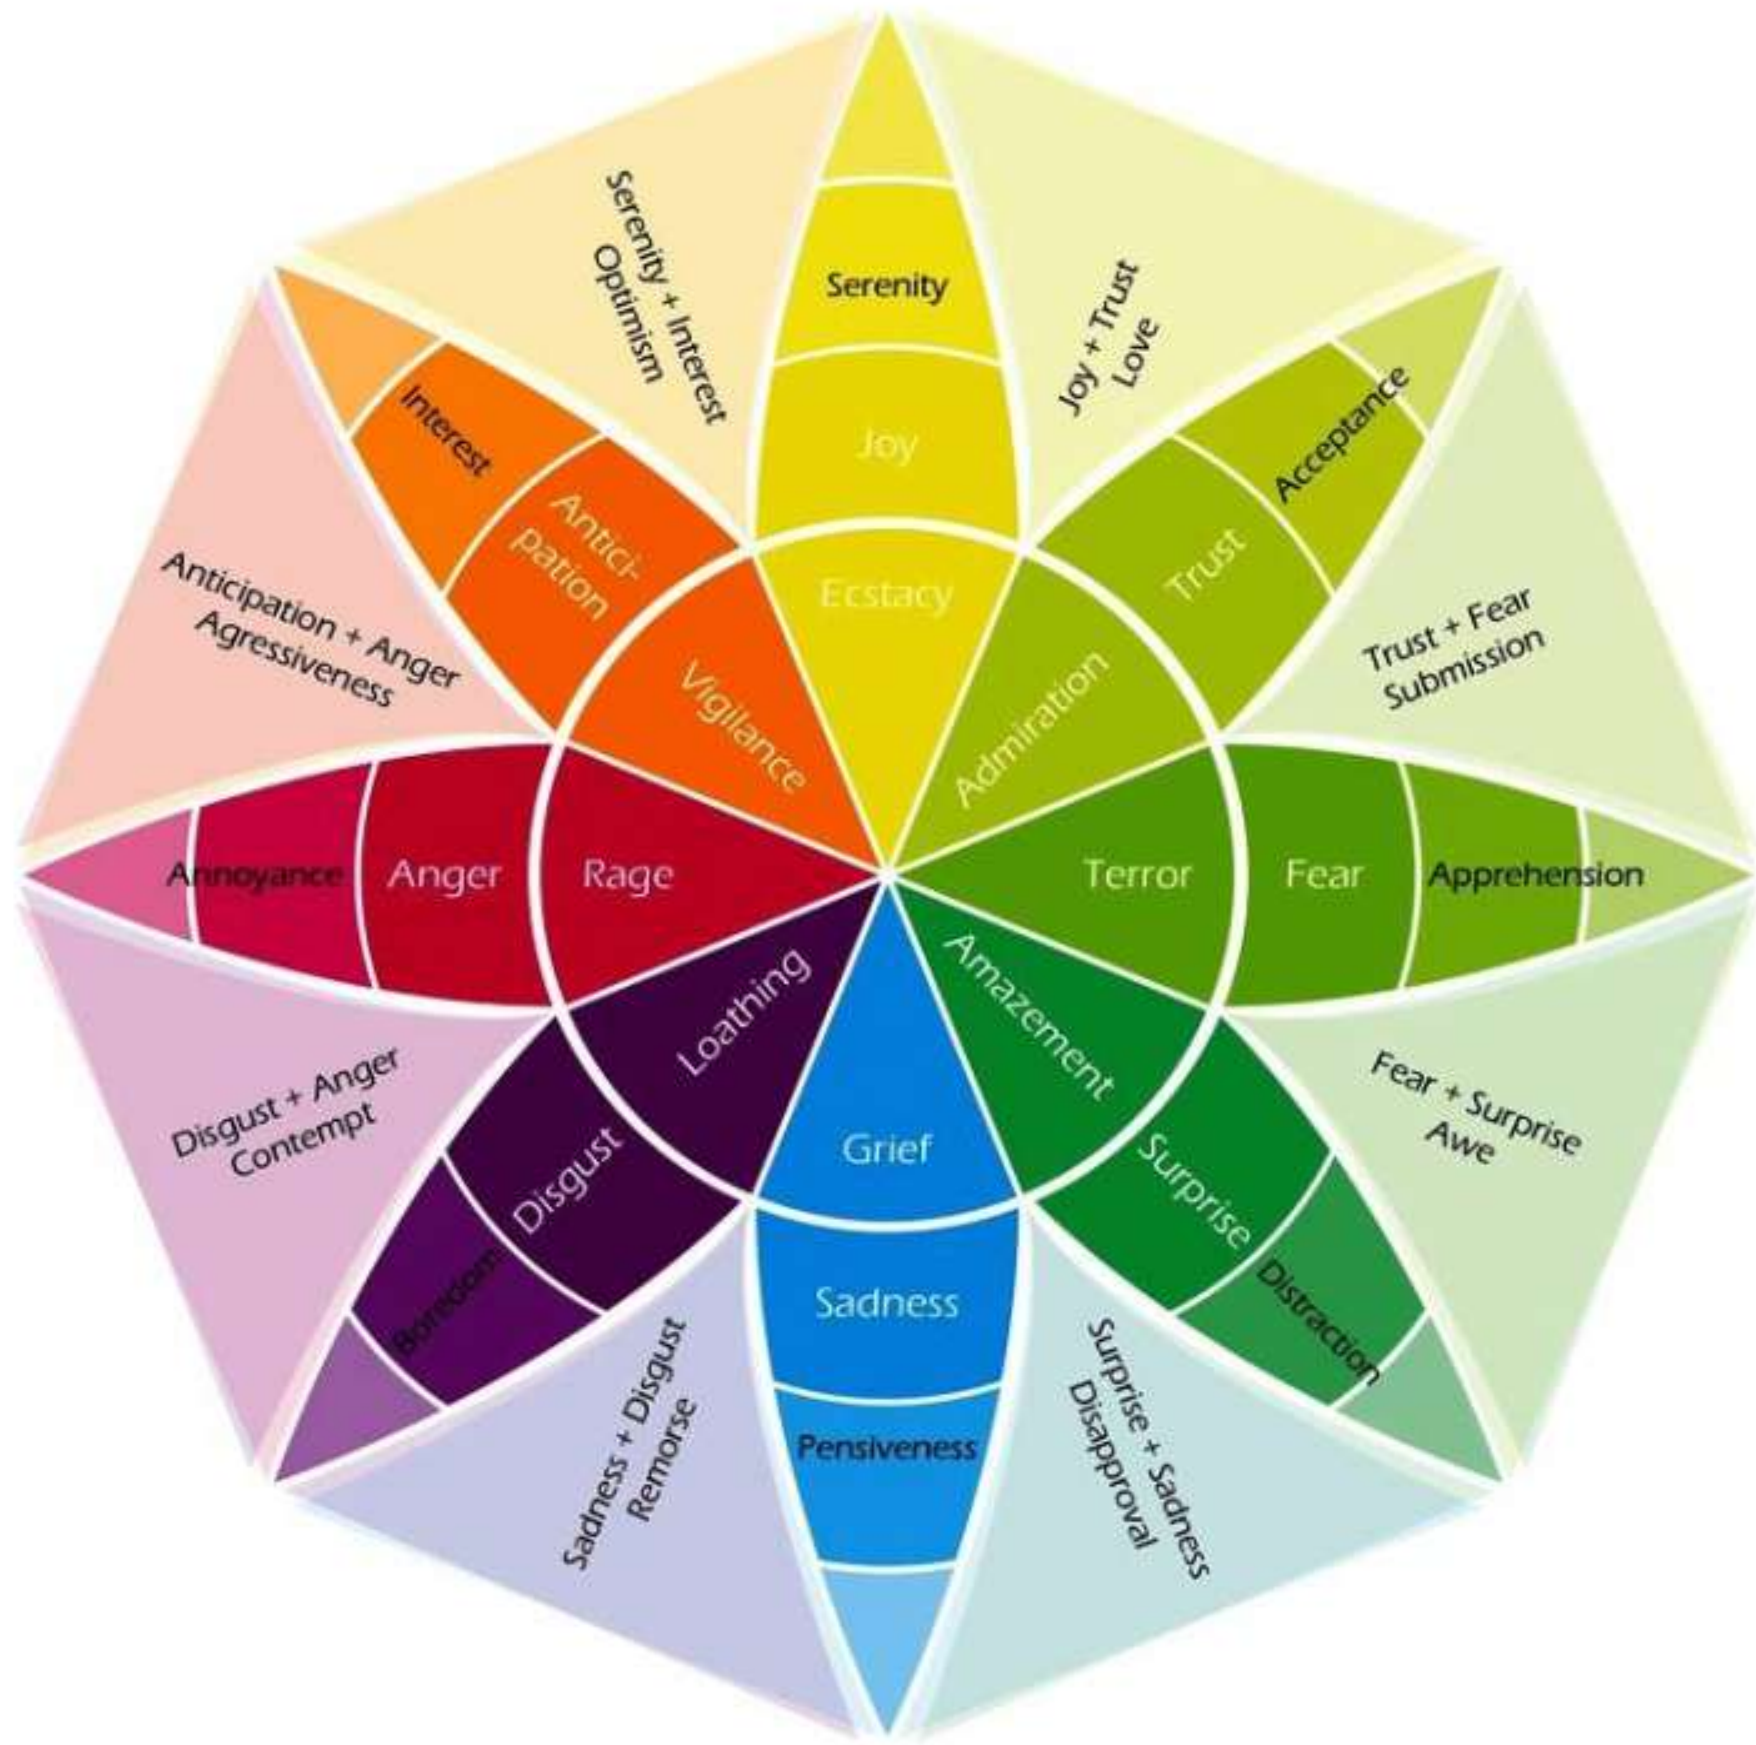 Serenity + Interest
Optimism
Serenity
Joy
Ecstacy
Joy + Trust
Love
Acceptance
Trust
Admiration
Trust + Fear
Submission
Terror
Fear
Apprehension
Fear + Surprise
Awe
Amazement
Surprise
Distraction
Surprise + Sadness
Disapproval
Grief
Sadness
Pensiveness
Sadness + Disgust
Remorse
Loathing
Disgust
Disgust + Anger
Contempt
Annoyance
Anger
Rage
Anticipation + Anger
Agressiveness
Interest
Antici-
pation
Vigilance